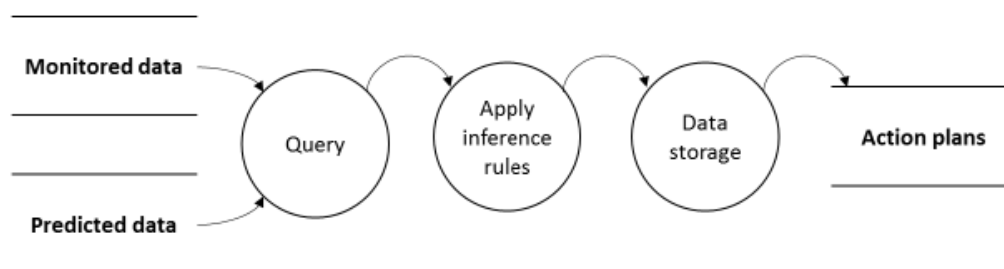 Monitored data
Predicted data
Query
Apply
inference
rules
Data
storage
Action plans